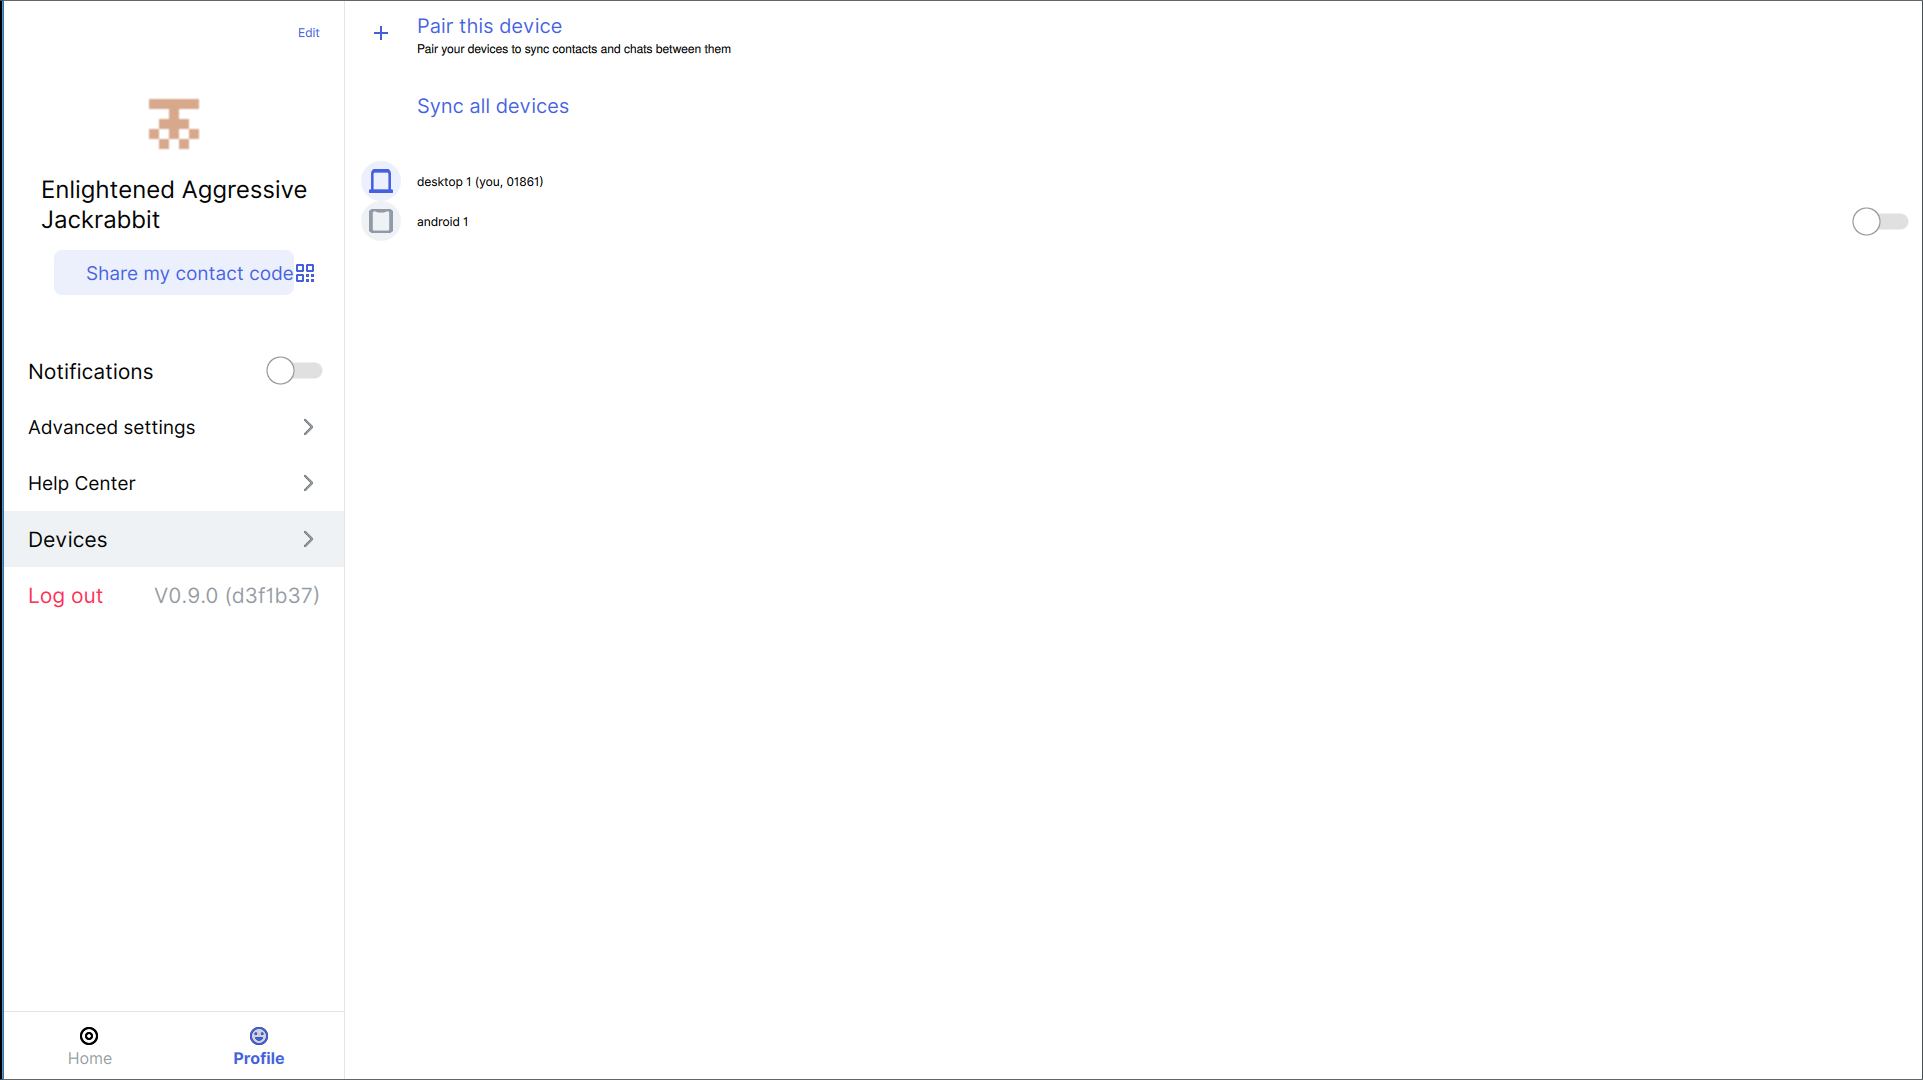 Edit
Enlightened Aggressive
Jackrabbit
Share my contact code
Notifications
Advanced settings
Help Center
Devices
Log out
V0.9.0 (d3f1b37)
Home
Profile
Pair this device
Pair your devices to sync contacts and chats between them
Sync all devices
desktop 1 (you, 01861)
android 1